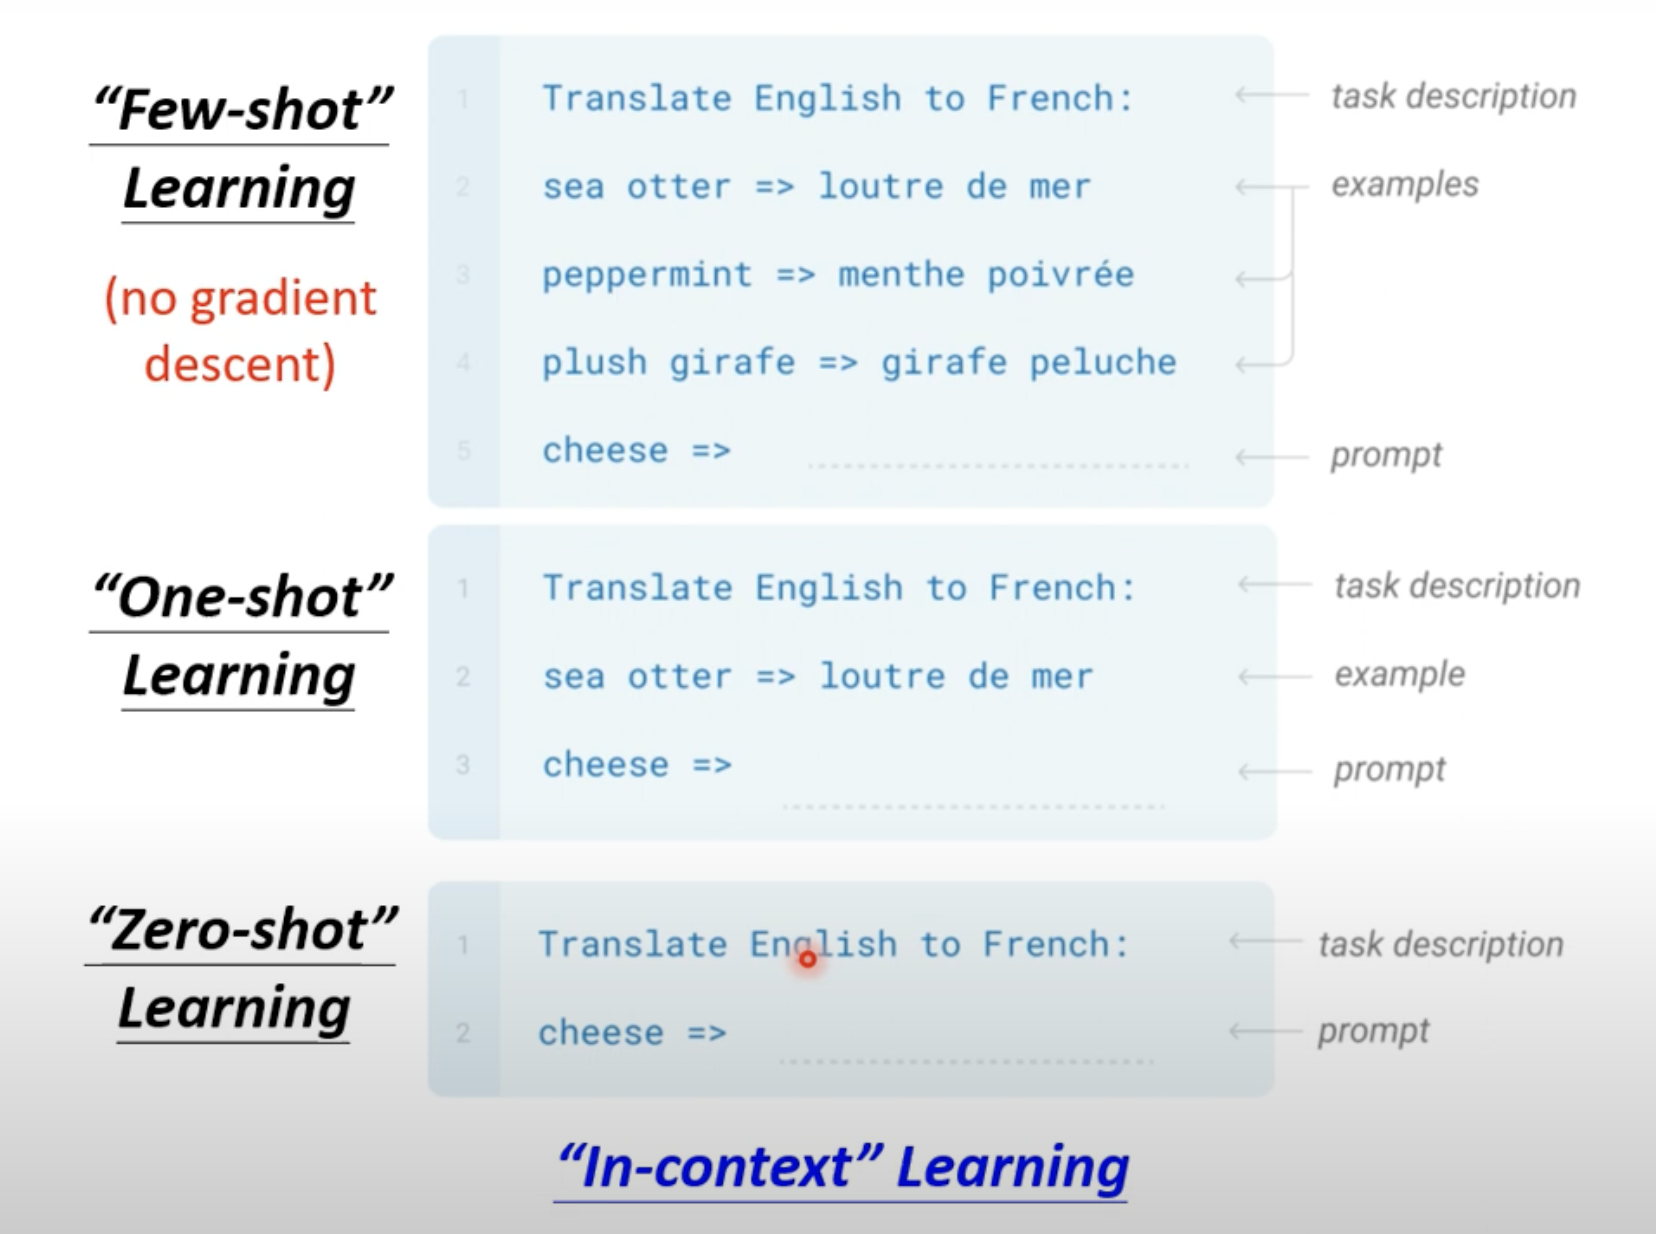 “Few-shot”
Learning
(no gradient
descent)
1 Translate English to French: task description
2 sea otter => loutre de mer examples
3 peppermint => menthe poivrée
4 plush girafe => girafe peluche
5 cheese => prompt
“One-shot”
Learning
1 Translate English to French: task description
2 sea otter => loutre de mer example
3 cheese => prompt
“Zero-shot”
Learning
1 Translate English to French: task description
2 cheese => prompt
“In-context” Learning